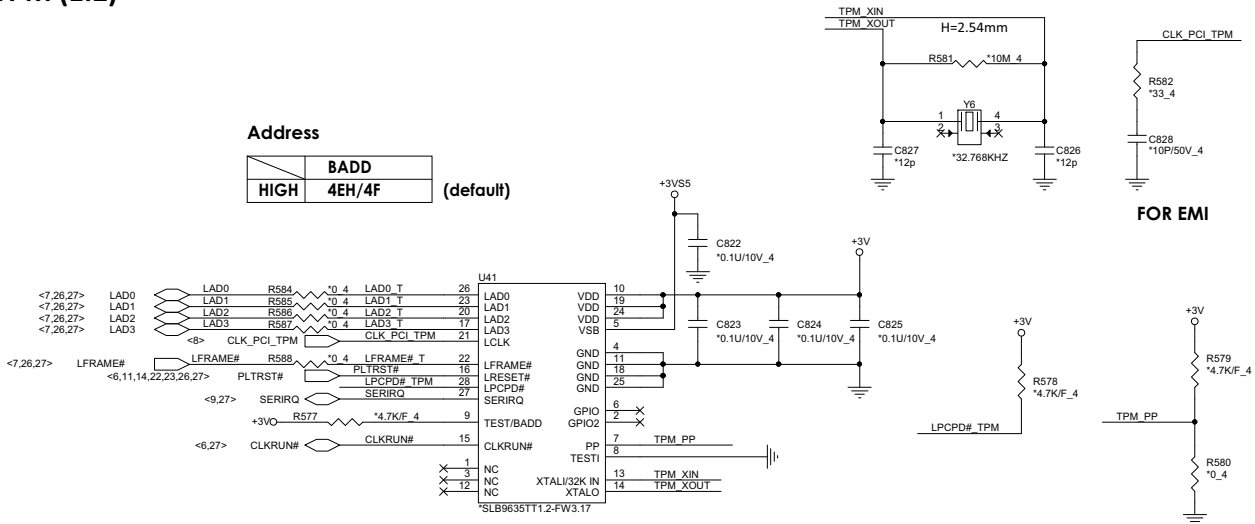 TPM_XIN
TPM_XOUT
H=2.54mm
R581 *10M_4
Y6
1 4
2 3
*32.768KHZ
C827
*12p
C826
*12p
CLK_PCI_TPM
R582
*33_4
C828
*10P/50V_4
FOR EMI
Address
BADD
HIGH 4EH/4F (default)
+3VS5
C822
*0.1U/10V_4
+3V
U41
<7,26,27> LAD0 LAD0 R584 *0_4 LAD0_T 26 LAD0
<7,26,27> LAD1 LAD1 R585 *0_4 LAD1_T 23 LAD1
<7,26,27> LAD2 LAD2 R586 *0_4 LAD2_T 20 LAD2
<7,26,27> LAD3 LAD3 R587 *0_4 LAD3_T 17 LAD3
<8> CLK_PCI_TPM CLK_PCI_TPM 21 LCLK
<7,26,27> LFRAME# LFRAME# R588 *0_4 LFRAME#_T 22 LFRAME#
<6,11,14,22,23,26,27> PLTRST# PLTRST# 16 LRESET#
LPCPD#_TPM 28 LPCPD#
<9,27> SERIRQ SERIRQ 27 SERIRQ
+3V R577 *4.7K/F_4 9 TEST/BADD
<6,27> CLKRUN# CLKRUN# 15 CLKRUN#
1 NC
3 NC
12 NC
VDD 10
VDD 19
VDD 24
VSB 5
GND 4
GND 11
GND 18
GND 25
GPIO 6
GPIO2 2
PP 7 TPM_PP
TESTI 8
XTALI/32K IN 13 TPM_XIN
XTALO 14 TPM_XOUT
*SLB9635TT1.2-FW3.17
C823
*0.1U/10V_4
C824
*0.1U/10V_4
C825
*0.1U/10V_4
+3V
R578
*4.7K/F_4
LPCPD#_TPM
+3V
R579
*4.7K/F_4
TPM_PP
R580
*0_4